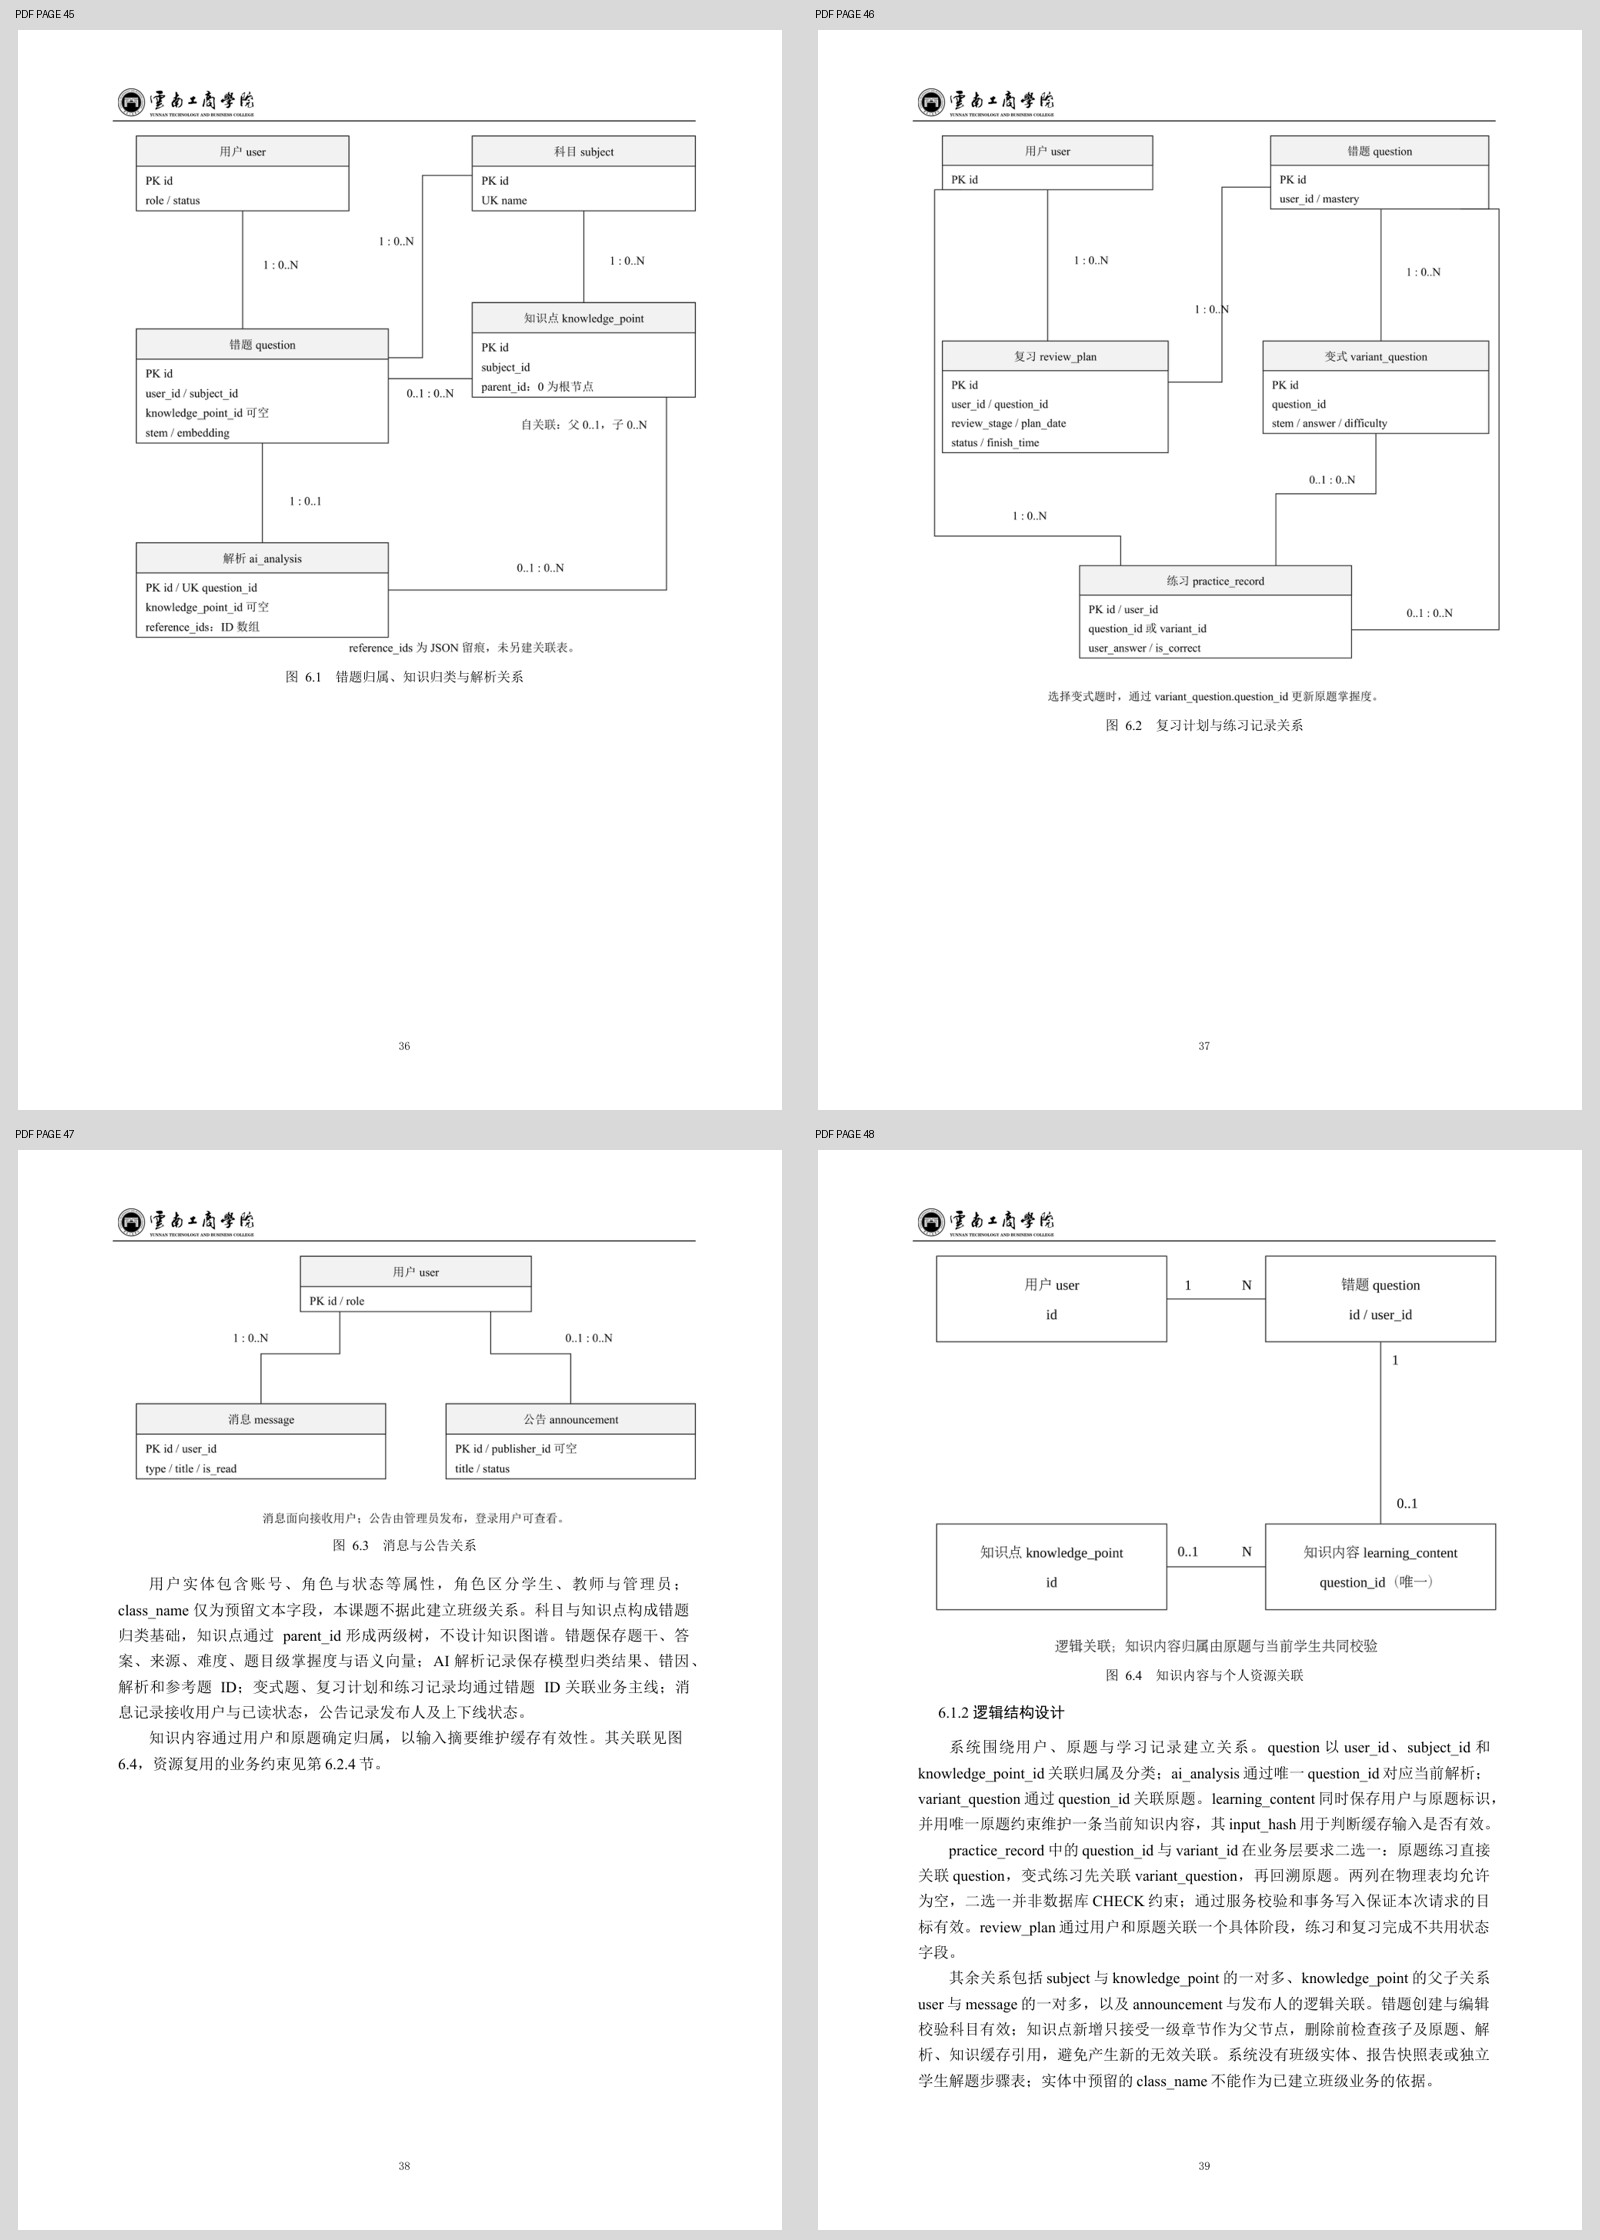 PDF PAGE 45
雲南工商學院
YUNNAN TECHNOLOGY AND BUSINESS COLLEGE
用户 user
PK id
role / status
科目 subject
PK id
UK name
1 : 0..N
1 : 0..N
1 : 0..N
知识点 knowledge_point
PK id
subject_id
parent_id：0 为根节点
错题 question
PK id
user_id / subject_id
knowledge_point_id 可空
stem / embedding
0..1 : 0..N
自关联：父 0..1，子 0..N
1 : 0..1
解析 ai_analysis
PK id / UK question_id
knowledge_point_id 可空
reference_ids：ID 数组
0..1 : 0..N
reference_ids 为 JSON 留痕，未另建关联表。
图 6.1 错题归属、知识归类与解析关系
36
PDF PAGE 46
雲南工商學院
YUNNAN TECHNOLOGY AND BUSINESS COLLEGE
用户 user
PK id
错题 question
PK id
user_id / mastery
1 : 0..N
1 : 0..N
1 : 0..N
复习 review_plan
PK id
user_id / question_id
review_stage / plan_date
status / finish_time
变式 variant_question
PK id
question_id
stem / answer / difficulty
0..1 : 0..N
1 : 0..N
练习 practice_record
PK id / user_id
question_id 或 variant_id
user_answer / is_correct
0..1 : 0..N
选择变式题时，通过 variant_question.question_id 更新原题掌握度。
图 6.2 复习计划与练习记录关系
37
PDF PAGE 47
雲南工商學院
YUNNAN TECHNOLOGY AND BUSINESS COLLEGE
用户 user
PK id / role
1 : 0..N
0..1 : 0..N
消息 message
PK id / user_id
type / title / is_read
公告 announcement
PK id / publisher_id 可空
title / status
消息面向接收用户；公告由管理员发布，登录用户可查看。
图 6.3 消息与公告关系
用户实体包含账号、角色与状态等属性，角色区分学生、教师与管理员；
class_name 仅为预留文本字段，本课题不据此建立班级关系。科目与知识点构成错题
归类基础，知识点通过 parent_id 形成两级树，不设计知识图谱。错题保存题干、答
案、来源、难度、题目级掌握度与语义向量；AI 解析记录保存模型归类结果、错因、
解析和参考题 ID；变式题、复习计划和练习记录均通过错题 ID 关联业务主线；消
息记录接收用户与已读状态，公告记录发布人及上下线状态。
知识内容通过用户和原题确定归属，以输入摘要维护缓存有效性。其关联见图
6.4，资源复用的业务约束见第 6.2.4 节。
38
PDF PAGE 48
雲南工商學院
YUNNAN TECHNOLOGY AND BUSINESS COLLEGE
用户 user
id
1 N
错题 question
id / user_id
1
0..1
知识点 knowledge_point
id
0..1 N
知识内容 learning_content
question_id（唯一）
逻辑关联；知识内容归属由原题与当前学生共同校验
图 6.4 知识内容与个人资源关联
6.1.2 逻辑结构设计
系统围绕用户、原题与学习记录建立关系。question 以 user_id、subject_id 和
knowledge_point_id 关联归属及分类；ai_analysis 通过唯一 question_id 对应当前解析；
variant_question 通过 question_id 关联原题。learning_content 同时保存用户与原题标识，
并用唯一原题约束维护一条当前知识内容，其 input_hash 用于判断缓存输入是否有效。
practice_record 中的 question_id 与 variant_id 在业务层要求二选一：原题练习直接
关联 question，变式练习先关联 variant_question，再回溯原题。两列在物理表均允许
为空，二选一并非数据库 CHECK 约束；通过服务校验和事务写入保证本次请求的目
标有效。review_plan 通过用户和原题关联一个具体阶段，练习和复习完成不共用状态
字段。
其余关系包括 subject 与 knowledge_point 的一对多、knowledge_point 的父子关系
user 与 message 的一对多，以及 announcement 与发布人的逻辑关联。错题创建与编辑
校验科目有效；知识点新增只接受一级章节作为父节点，删除前检查孩子及原题、解
析、知识缓存引用，避免产生新的无效关联。系统没有班级实体、报告快照表或独立
学生解题步骤表；实体中预留的 class_name 不能作为已建立班级业务的依据。
39